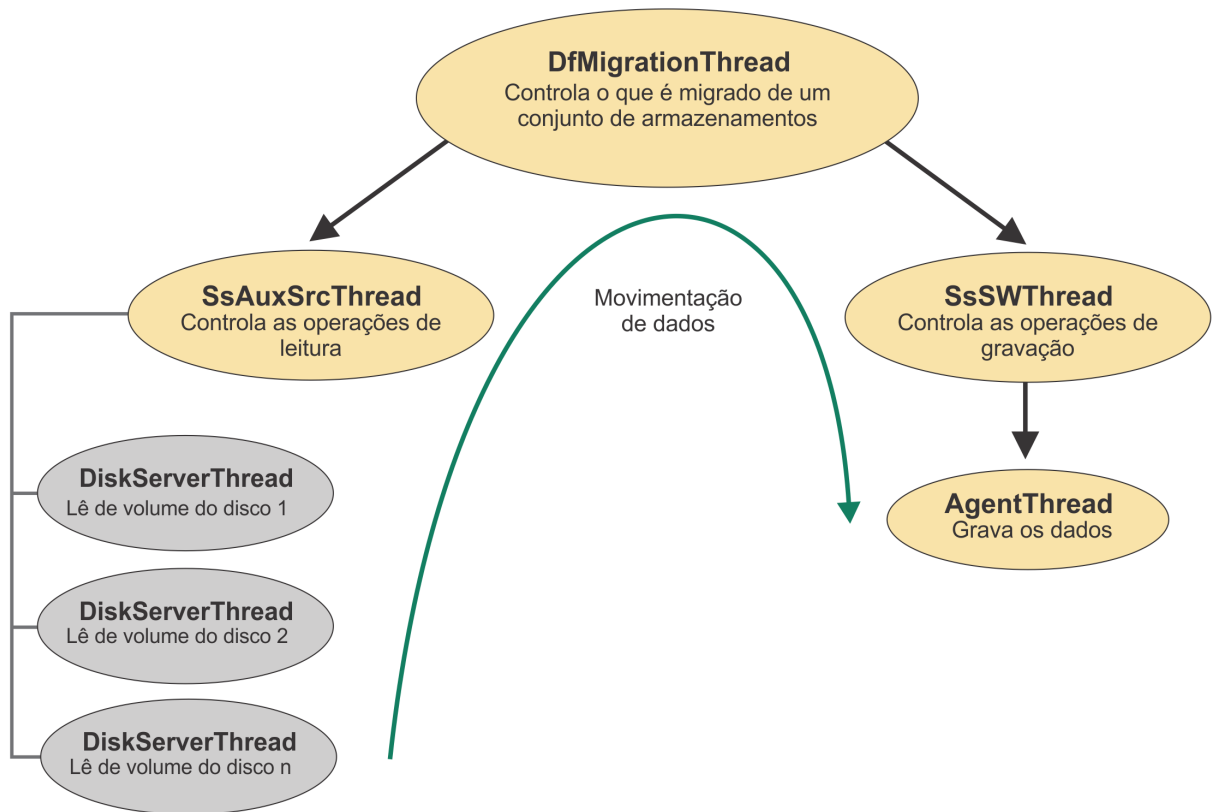 DfMigrationThread
Controla o que é migrado de um
conjunto de armazenamentos
SsAuxSrcThread
Controla as operações de
leitura
Movimentação
de dados
SsSWThread
Controla as operações de
gravação
DiskServerThread
Lê de volume do disco 1
AgentThread
Grava os dados
DiskServerThread
Lê de volume do disco 2
DiskServerThread
Lê de volume do disco n